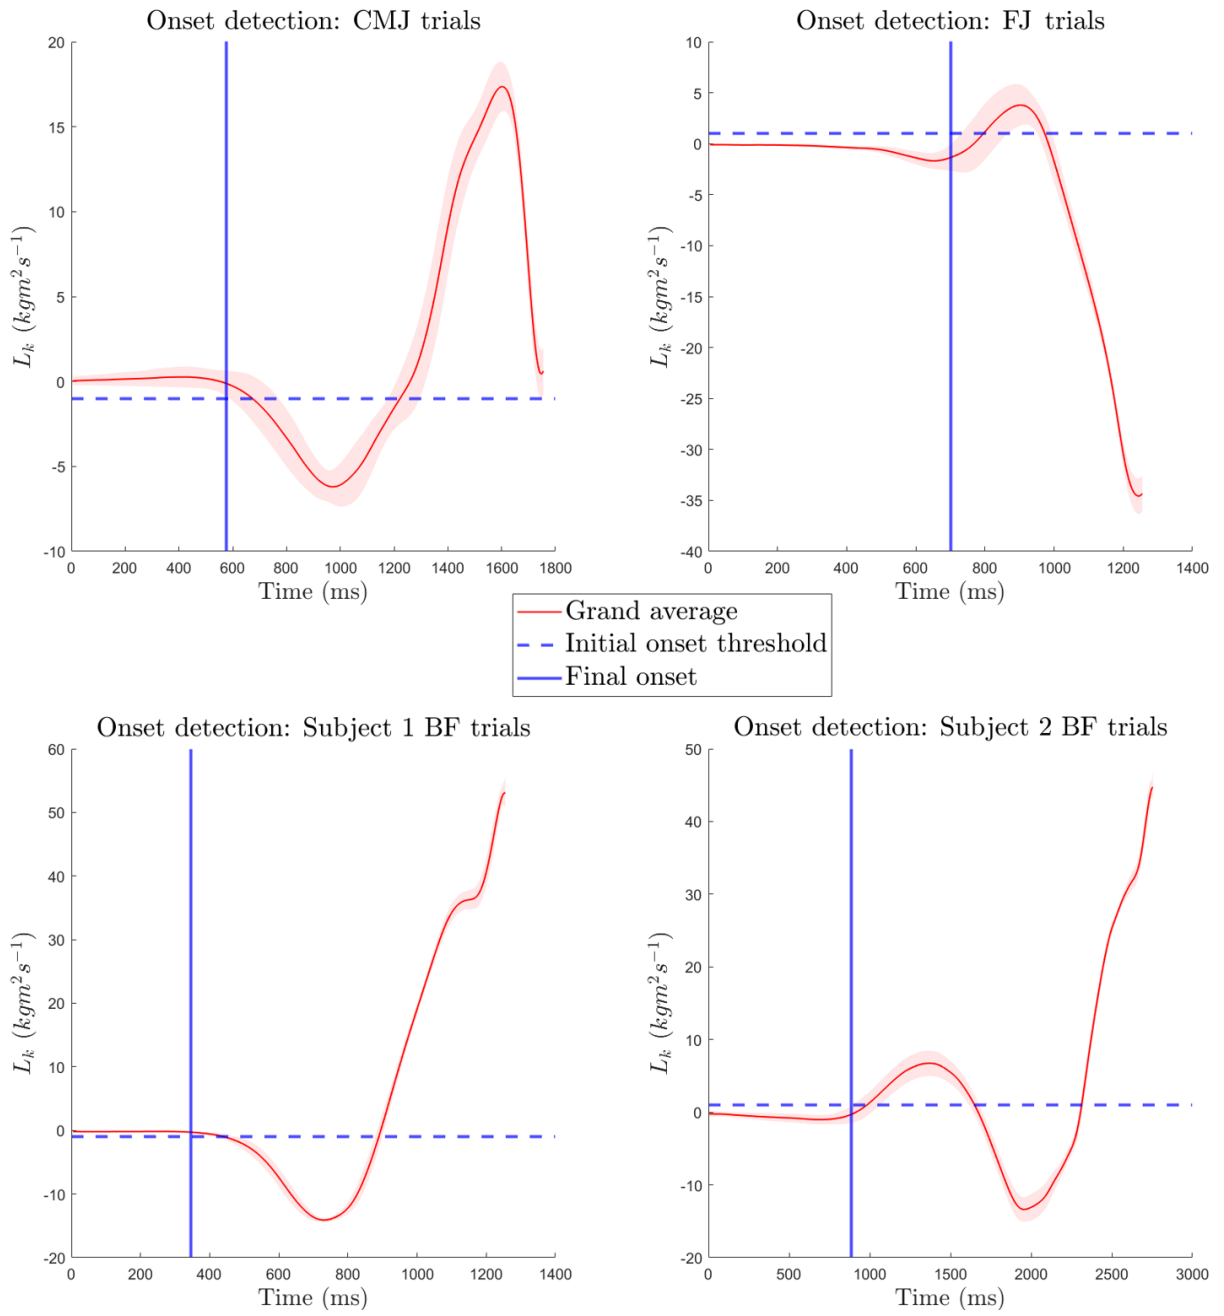 Onset detection: CMJ trials
20
15
10
5
0
-5
-10
L_k (kgm^2s^{-1})
0 200 400 600 800 1000 1200 1400 1600 1800
Time (ms)
Onset detection: FJ trials
10
5
0
-5
-10
-15
-20
-25
-30
-35
-40
L_k (kgm^2s^{-1})
0 200 400 600 800 1000 1200 1400
Time (ms)
Grand average
Initial onset threshold
Final onset
Onset detection: Subject 1 BF trials
60
50
40
30
20
10
0
-10
-20
L_k (kgm^2s^{-1})
0 200 400 600 800 1000 1200 1400
Time (ms)
Onset detection: Subject 2 BF trials
50
40
30
20
10
0
-10
-20
L_k (kgm^2s^{-1})
0 500 1000 1500 2000 2500 3000
Time (ms)